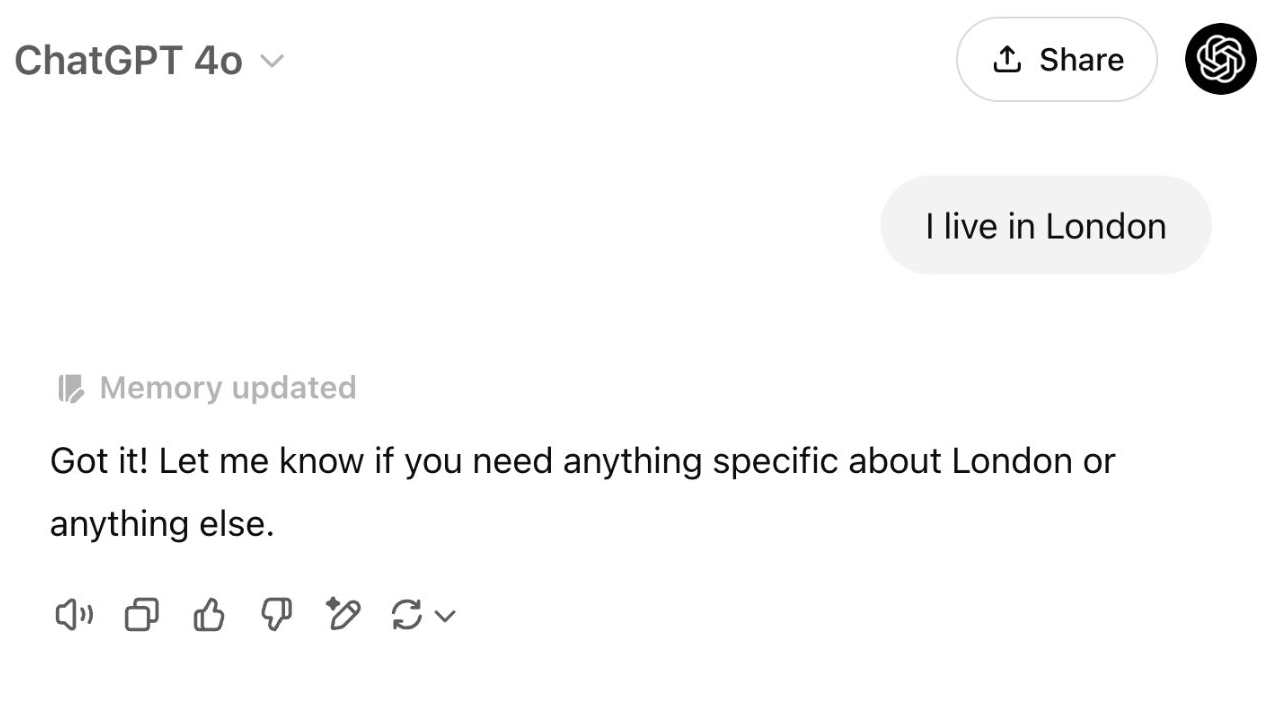 ChatGPT 4o
Share
I live in London
Memory updated
Got it! Let me know if you need anything specific about London or
anything else.